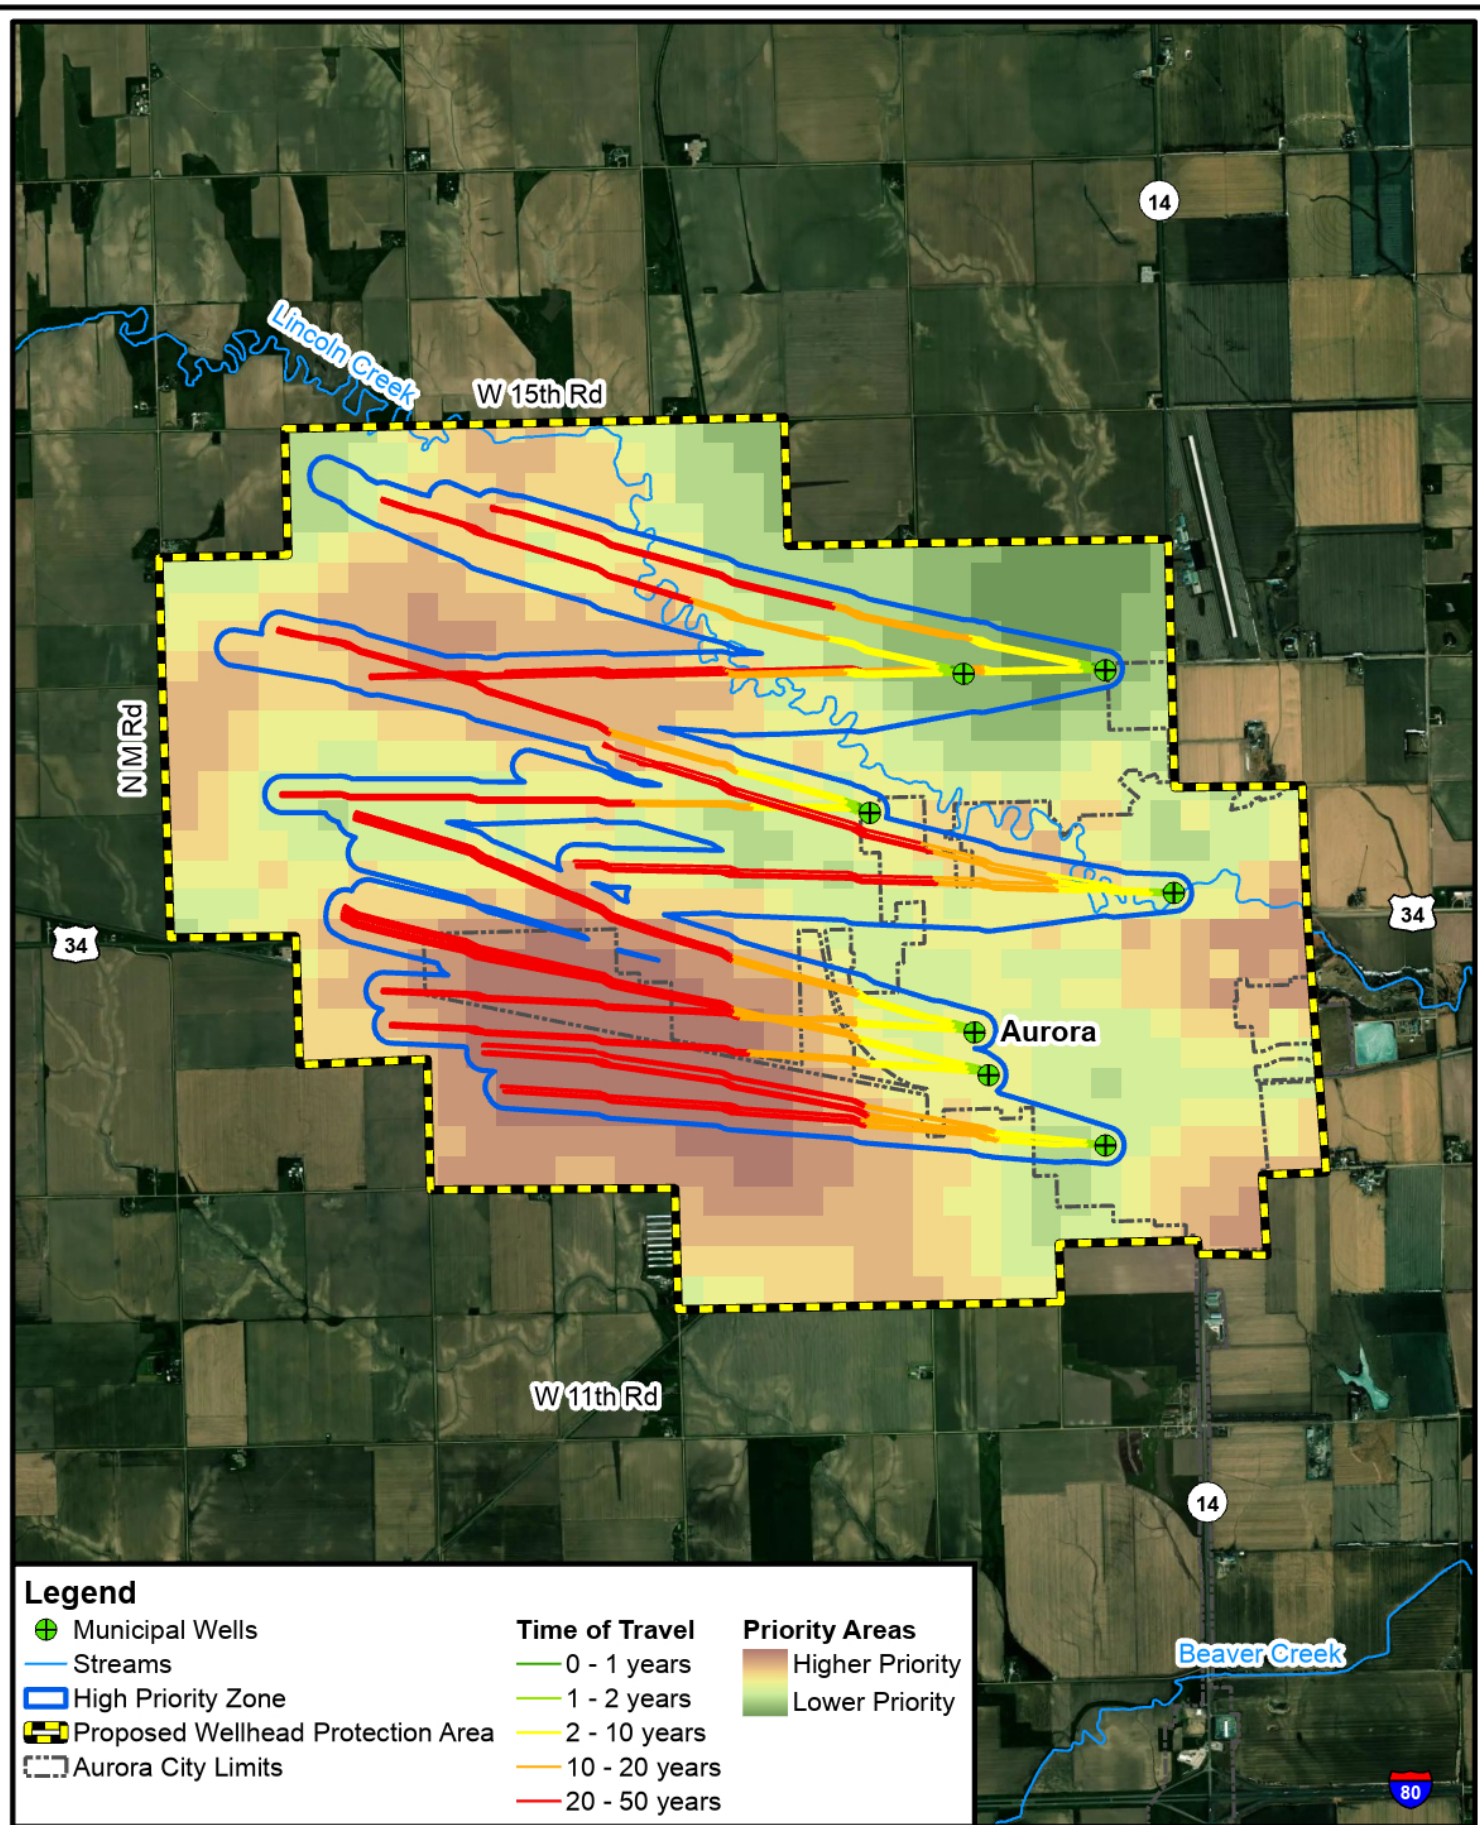 14
Lincoln Creek
W 15th Rd
N M Rd
34
34
Aurora
W 11th Rd
14
Beaver Creek
80
Legend
Municipal Wells
Streams
High Priority Zone
Proposed Wellhead Protection Area
Aurora City Limits
Time of Travel
0 - 1 years
1 - 2 years
2 - 10 years
10 - 20 years
20 - 50 years
Priority Areas
Higher Priority
Lower Priority